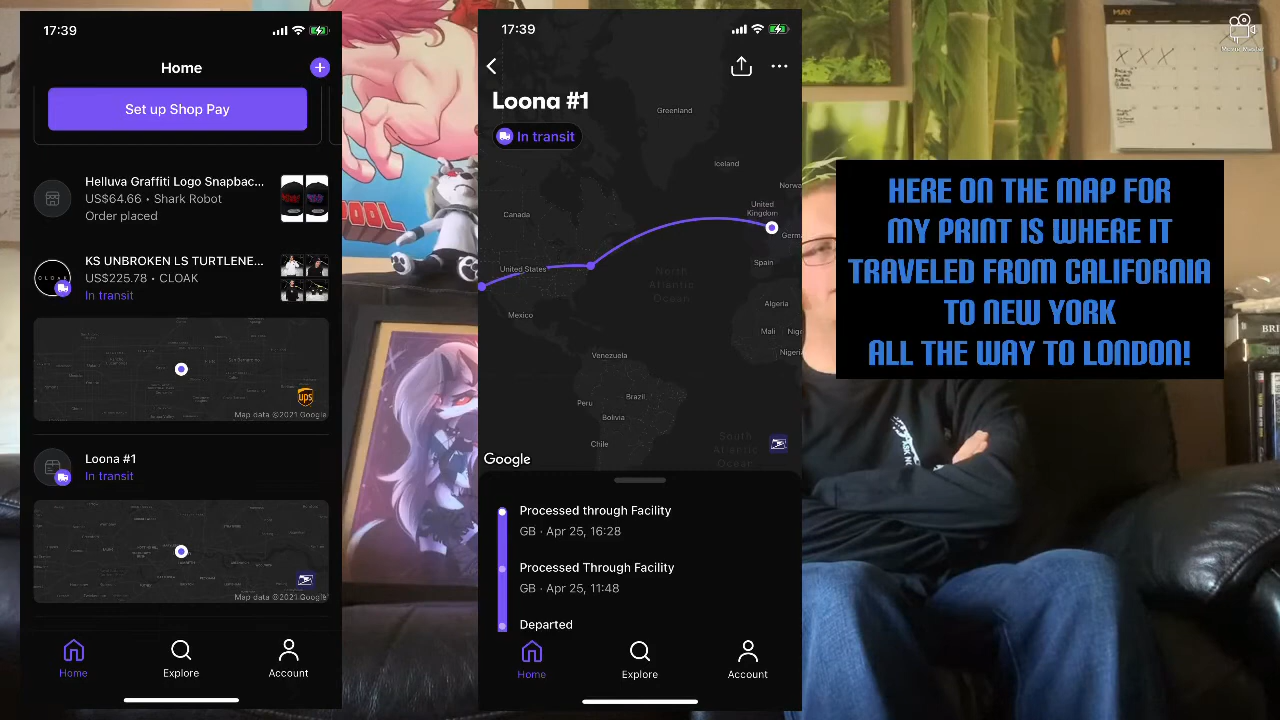 17:39
Home
Set up Shop Pay
Helluva Graffiti Logo Snapbac...
US$64.66 • Shark Robot
Order placed
KS UNBROKEN LS TURTLENE...
US$225.78 • CLOAK
In transit
ups
Map data ©2021 Google
Loona #1
In transit
Map data ©2021 Google
Home
Explore
Account
17:39
Loona #1
In transit
Greenland
Iceland
Norwa
Canada
United
Kingdom
Germ
United States
Spain
North
Atlantic
Ocean
Algeria
Mexico
Mali
Nig
Nigeri
Venezuela
Peru
Brazil
Bolivia
Chile
South
Atlantic
Ocean
Google
Processed through Facility
GB · Apr 25, 16:28
Processed Through Facility
GB · Apr 25, 11:48
Departed
Home
Explore
Account
POOL
MAY
HERE ON THE MAP FOR
MY PRINT IS WHERE IT
TRAVELED FROM CALIFORNIA
TO NEW YORK
ALL THE WAY TO LONDON!